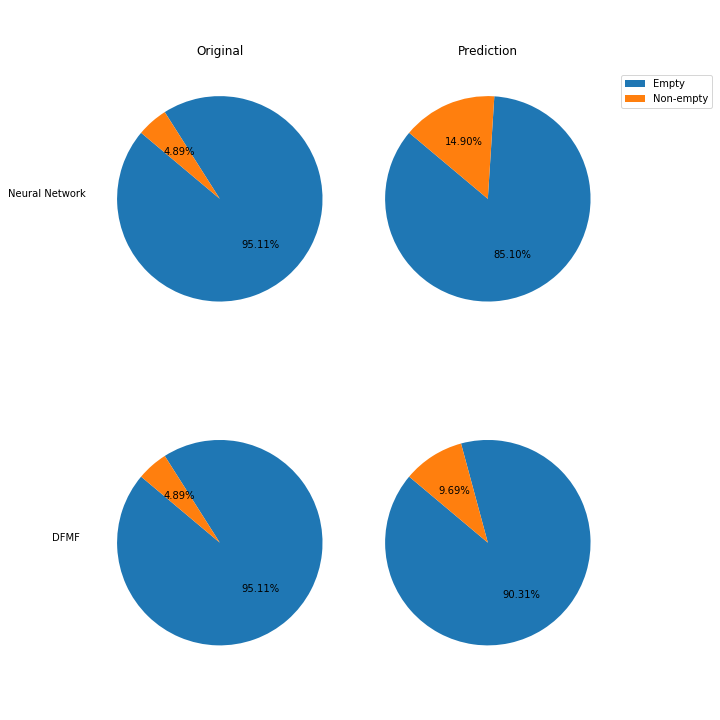 Original
Prediction
Empty
Non-empty
4.89%
14.90%
Neural Network
95.11%
85.10%
4.89%
9.69%
DFMF
95.11%
90.31%